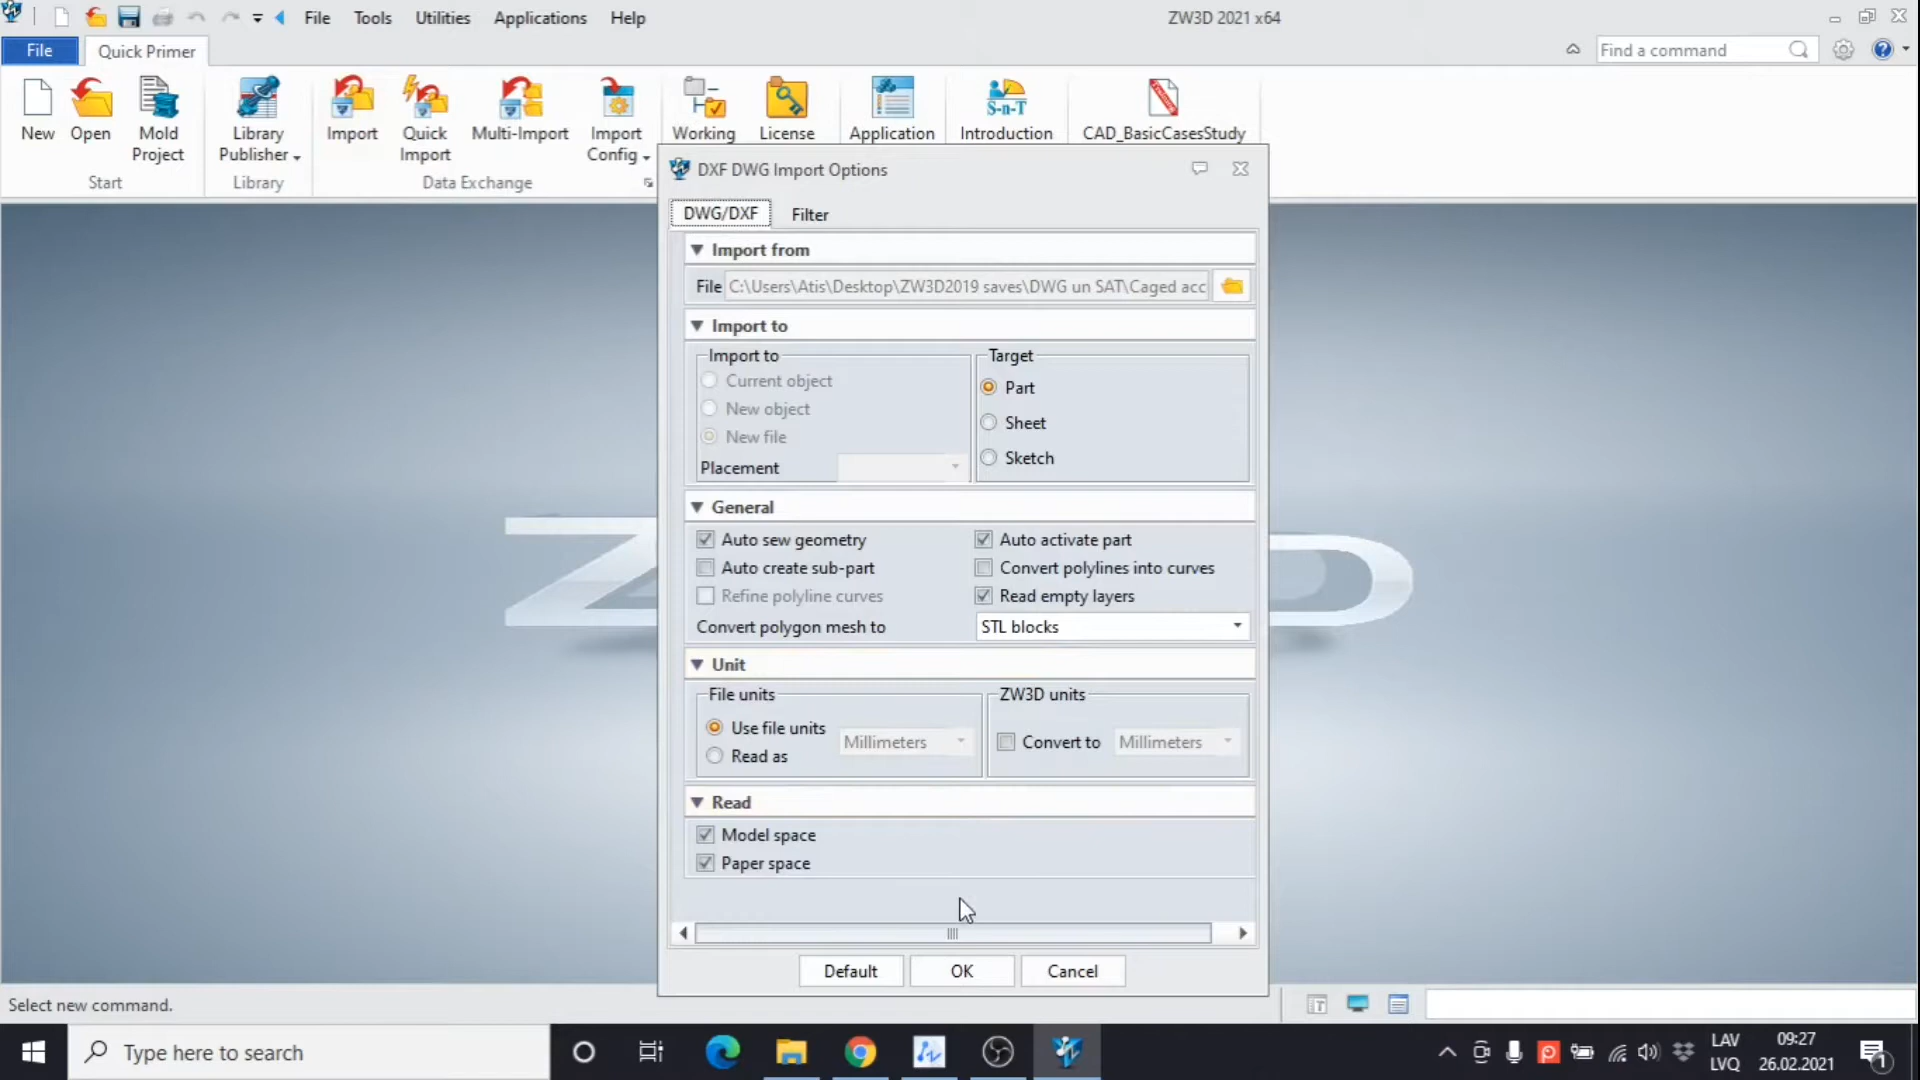 File Tools Utilities Applications Help
ZW3D 2021 x64
File Quick Primer
Find a command
New Open Mold Project
Library Publisher
Import Quick Import Multi-Import Import Config
Working License Application Introduction CAD_BasicCasesStudy
S-n-T
Start Library Data Exchange
DXF DWG Import Options
DWG/DXF Filter
Import from
File C:\Users\Atis\Desktop\ZW3D2019 saves\DWG un SAT\Caged acc
Import to
Import to Target
Current object Part
New object
Sheet
New file
Sketch
Placement
General
Auto sew geometry Auto activate part
Auto create sub-part Convert polylines into curves
Refine polyline curves Read empty layers
Convert polygon mesh to STL blocks
Unit
File units ZW3D units
Use file units Millimeters Convert to Millimeters
Read as
Read
Model space
Paper space
Default OK Cancel
Select new command.
Type here to search
LAV 09:27
LVQ 26.02.2021
1